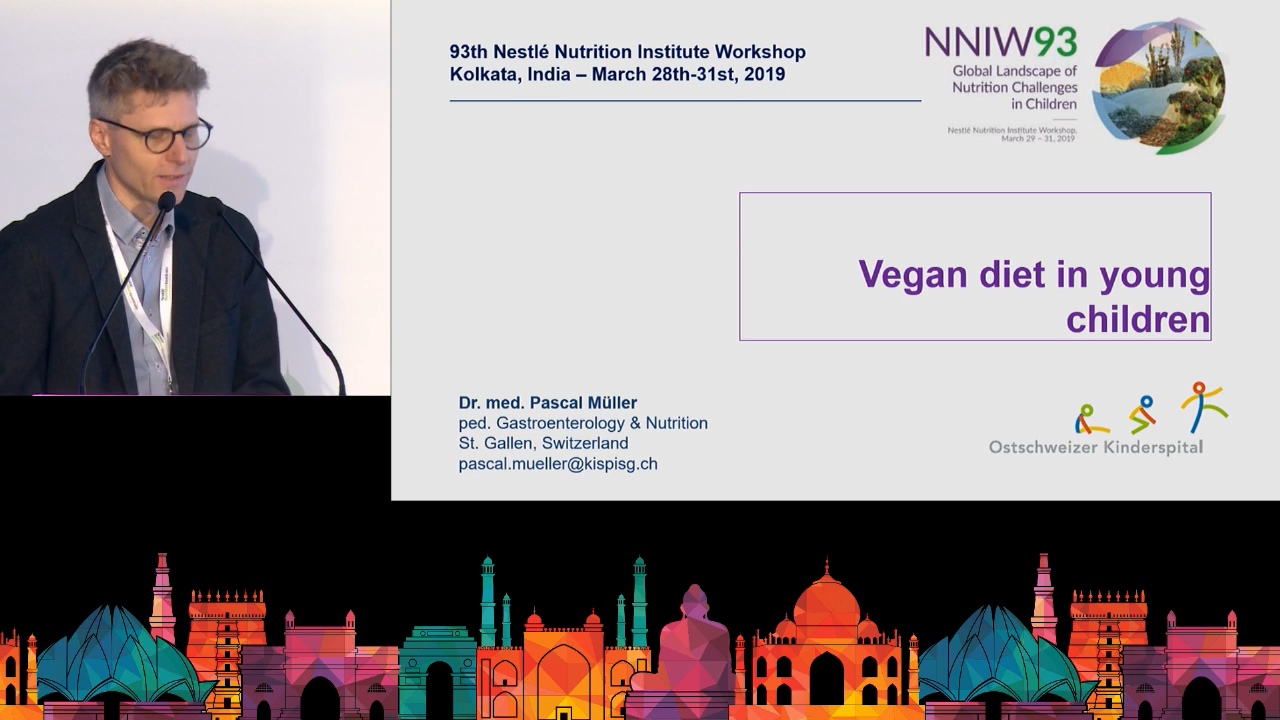 93th Nestlé Nutrition Institute Workshop
Kolkata, India – March 28th-31st, 2019
NNIW93
Global Landscape of
Nutrition Challenges
in Children
Nestlé Nutrition Institute Workshop,
March 29 – 31, 2019
Vegan diet in young
children
Dr. med. Pascal Müller
ped. Gastroenterology & Nutrition
St. Gallen, Switzerland
pascal.mueller@kispisg.ch
Ostschweizer Kinderspital